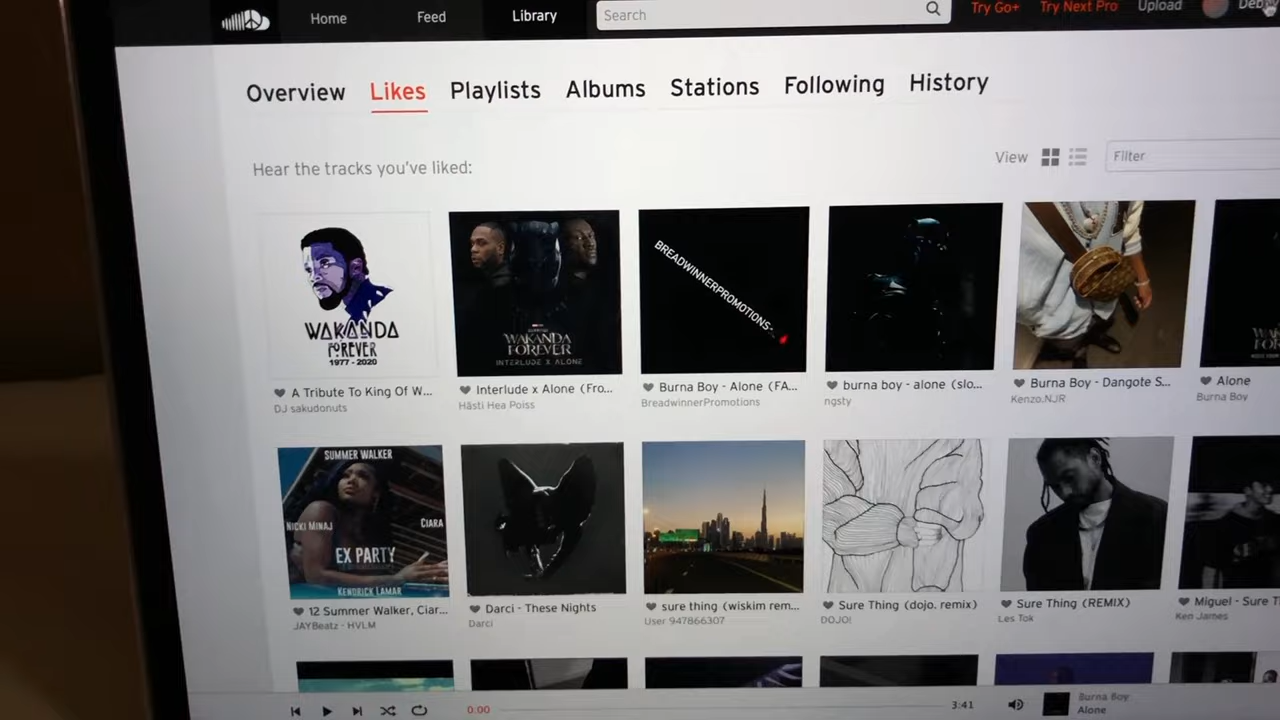 Home Feed Library Search Try Go+ Try Next Pro Upload Deb
Overview Likes Playlists Albums Stations Following History
Hear the tracks you've liked:
View Filter
WAKANDA
FOREVER
1977 - 2020
WAKANDA
FOREVER
INTERLUDE X ALONE
BREADWINNERPROMOTIONS-
A Tribute To King Of W...
DJ sakudonuts
Interlude x Alone (Fro...
Hästi Hea Poiss
Burna Boy - Alone (FA...
BreadwinnerPromotions
burna boy - alone (slo...
ngsty
Burna Boy - Dangote S...
Kenzo.NJR
Alone
Burna Boy
SUMMER WALKER
NICKI MINAJ
CIARA
EX PARTY
KENDRICK LAMAR
12 Summer Walker, Ciar...
JAYBeatz - HVLM
Darci - These Nights
Darci
sure thing (wiskim rem...
User 947866307
Sure Thing (dojo. remix)
DOJO!
Sure Thing (REMIX)
Les Tok
Miguel - Sure T
Ken James
0:00 3:41
Burna Boy
Alone